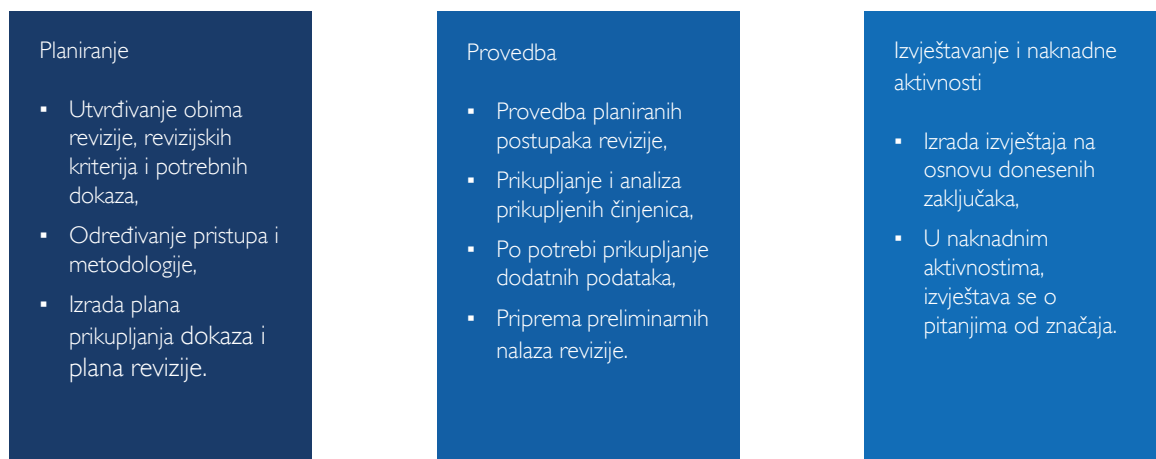 Planiranje
▪ Utvrđivanje obima
revizije, revizijskih
kriterija i potrebnih
dokaza,
▪ Određivanje pristupa i
metodologije,
▪ Izrada plana
prikupljanja dokaza i
plana revizije.
Provedba
▪ Provedba planiranih
postupaka revizije,
▪ Prikupljanje i analiza
prikupljenih činjenica,
▪ Po potrebi prikupljanje
dodatnih podataka,
▪ Priprema preliminarnih
nalaza revizije.
Izvještavanje i naknadne
aktivnosti
▪ Izrada izvještaja na
osnovu donesenih
zaključaka,
▪ U naknadnim
aktivnostima,
izvještava se o
pitanjima od značaja.